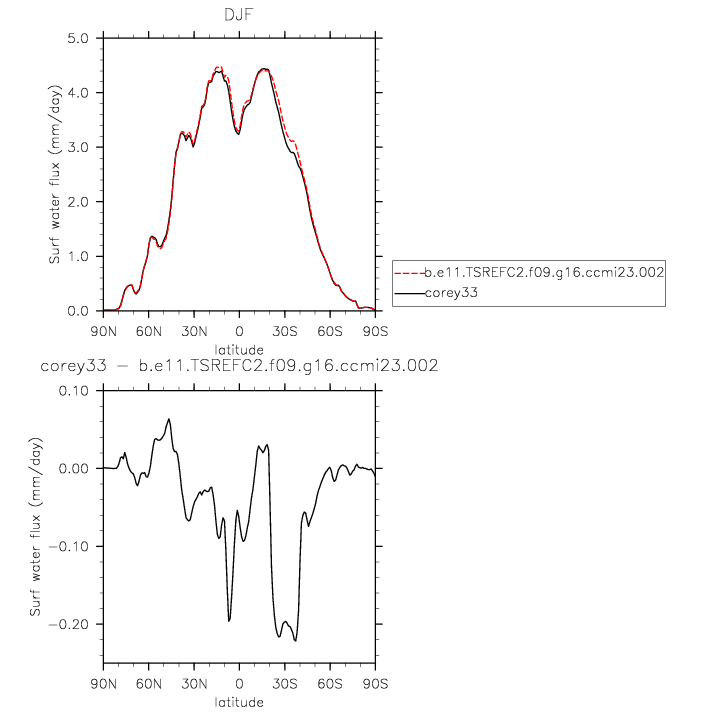 DJF
5.0
4.0
3.0
2.0
1.0
0.0
Surf water flux (mm/day)
90N 60N 30N 0 30S 60S 90S
latitude
b.e11.TSREFC2.f09.g16.ccmi23.002
corey33
corey33 − b.e11.TSREFC2.f09.g16.ccmi23.002
0.10
0.00
−0.10
−0.20
Surf water flux (mm/day)
90N 60N 30N 0 30S 60S 90S
latitude